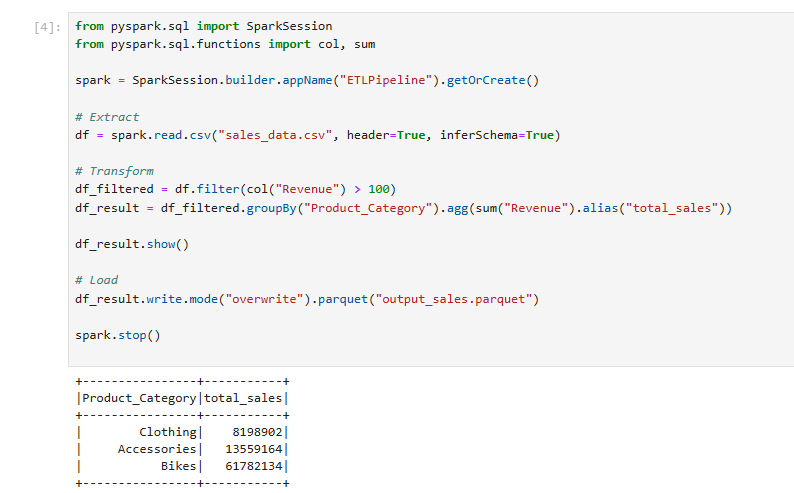 [4]:
from pyspark.sql import SparkSession
from pyspark.sql.functions import col, sum
spark = SparkSession.builder.appName("ETLPipeline").getOrCreate()
# Extract
df = spark.read.csv("sales_data.csv", header=True, inferSchema=True)
# Transform
df_filtered = df.filter(col("Revenue") > 100)
df_result = df_filtered.groupBy("Product_Category").agg(sum("Revenue").alias("total_sales"))
df_result.show()
# Load
df_result.write.mode("overwrite").parquet("output_sales.parquet")
spark.stop()
+----------------+-----------+
|Product_Category|total_sales|
+----------------+-----------+
|        Clothing|    8198902|
|     Accessories|   13559164|
|           Bikes|   61782134|
+----------------+-----------+